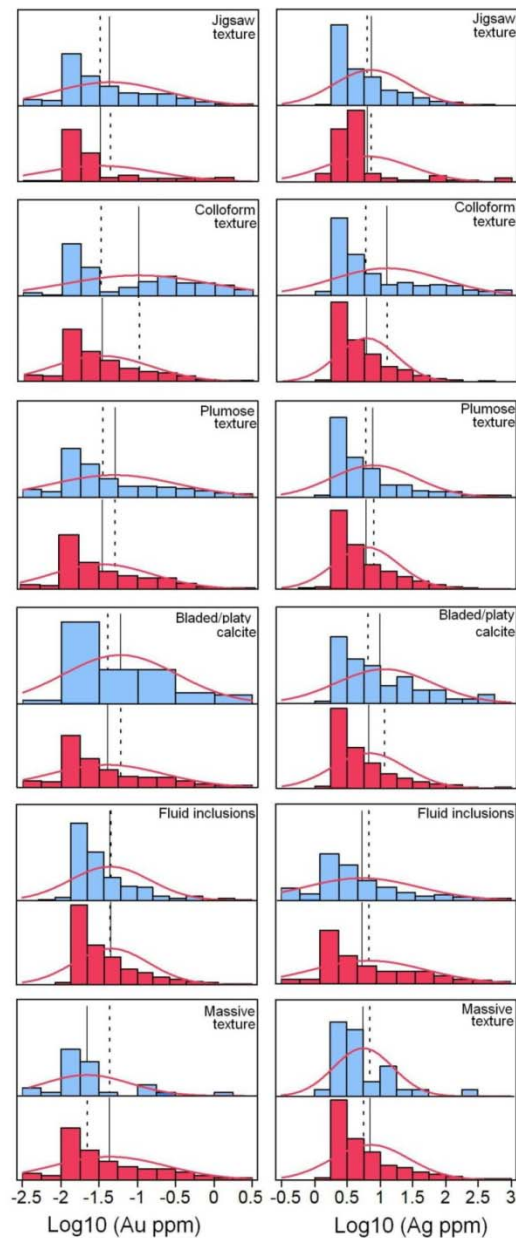 Jigsaw
texture
Jigsaw
texture
Colloform
texture
Colloform
texture
Plumose
texture
Plumose
texture
Bladed/platy
calcite
Bladed/platy
calcite
Fluid inclusions
Fluid inclusions
Massive
texture
Massive
texture
-2.5 -2 -1.5 -1 -0.5 0 0.5
-0.5 0 0.5 1 1.5 2 2.5 3
Log10 (Au ppm)
Log10 (Ag ppm)